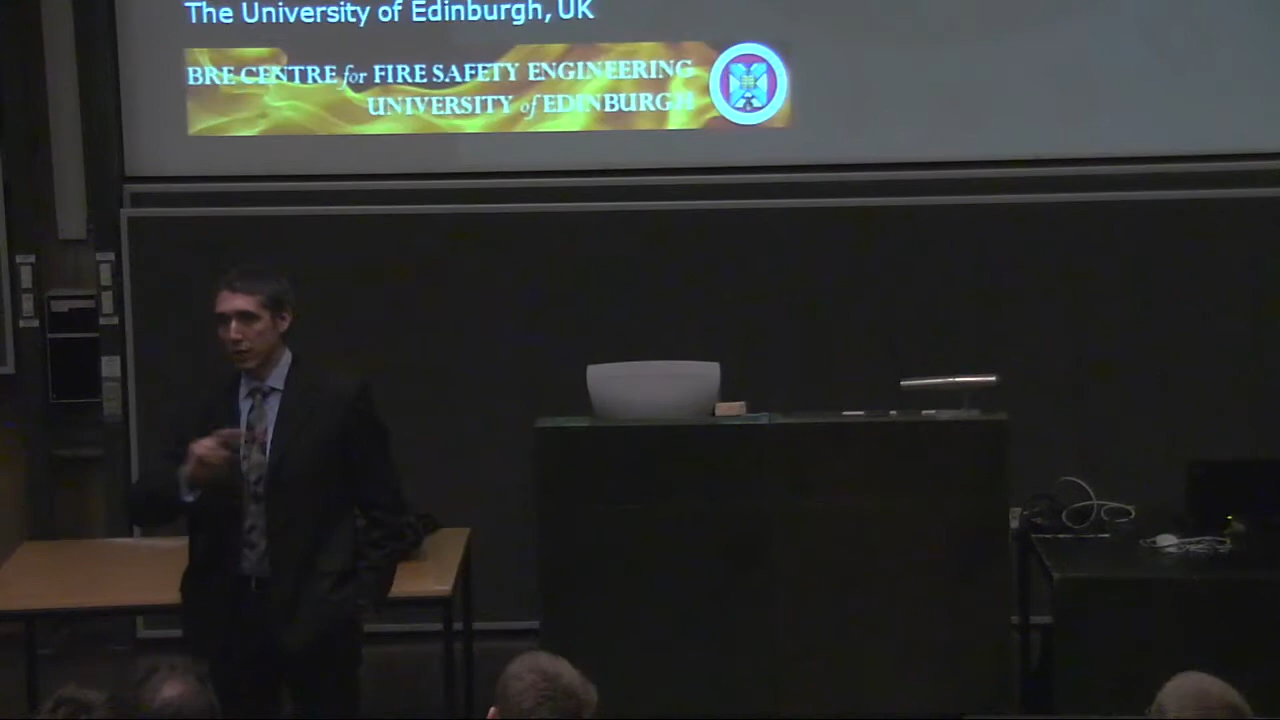 The University of Edinburgh, UK
BRE CENTRE for FIRE SAFETY ENGINEERING
UNIVERSITY of EDINBURGH